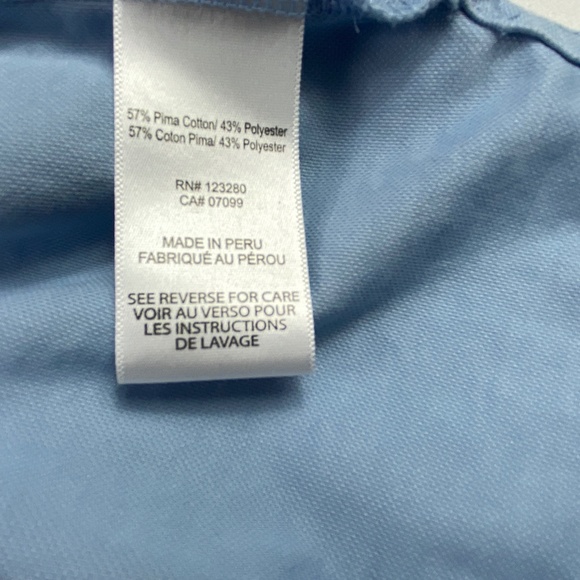 57% Pima Cotton/ 43% Polyester
57% Coton Pima/ 43% Polyester
RN# 123280
CA# 07099
MADE IN PERU
FABRIQUÉ AU PÉROU
SEE REVERSE FOR CARE
VOIR AU VERSO POUR
LES INSTRUCTIONS
DE LAVAGE